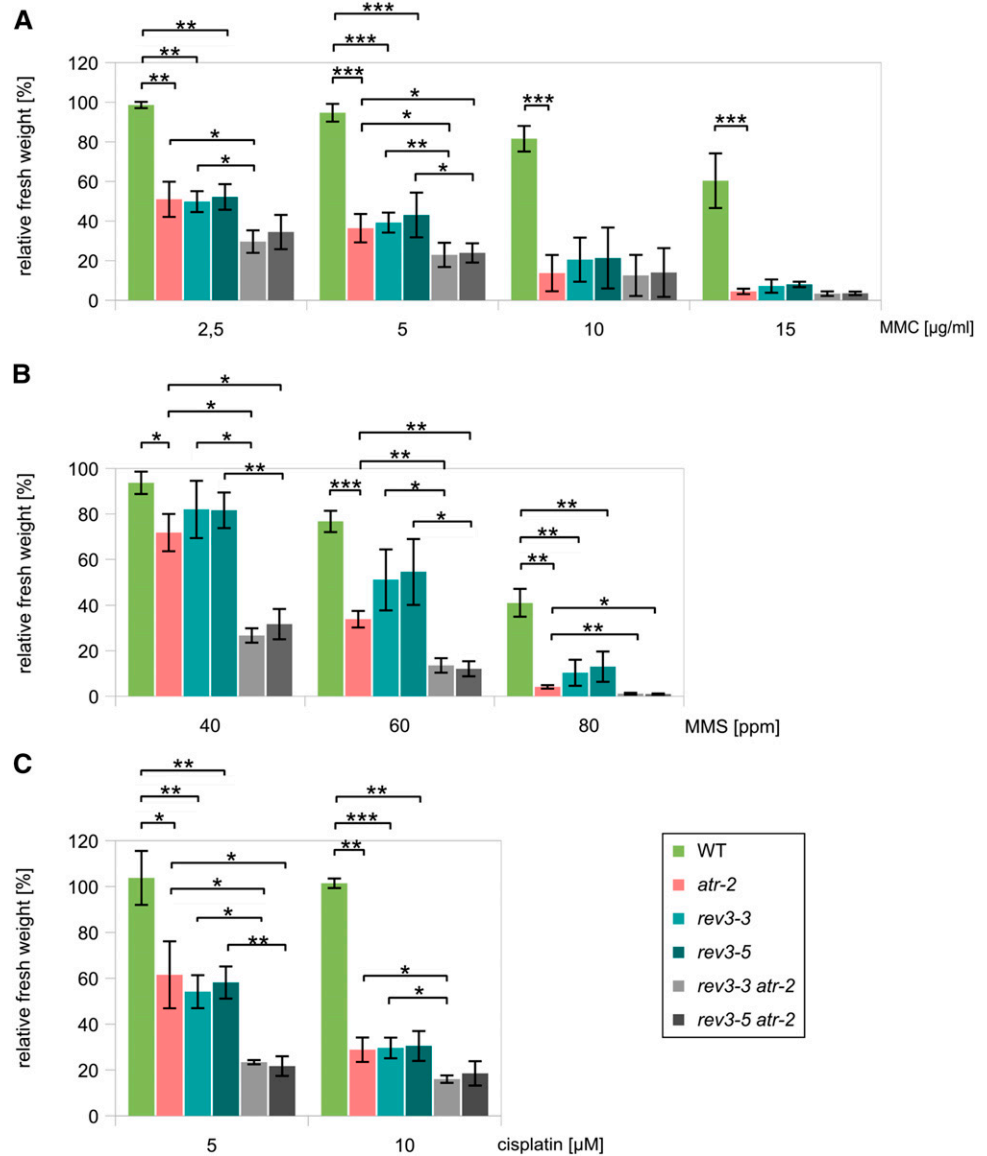 A
relative fresh weight [%]
120
100
80
60
40
20
0
** ** **
* *
*** *** ***
* * ** *
***
***
2,5 5 10 15 MMC [µg/ml]
B
relative fresh weight [%]
100
80
60
40
20
0
* * * * **
** ** *** * *
** ** ** * **
40 60 80 MMS [ppm]
C
relative fresh weight [%]
120
100
80
60
40
20
0
** ** *
* * * **
** *** **
* *
5 10 cisplatin [µM]
WT
atr-2
rev3-3
rev3-5
rev3-3 atr-2
rev3-5 atr-2